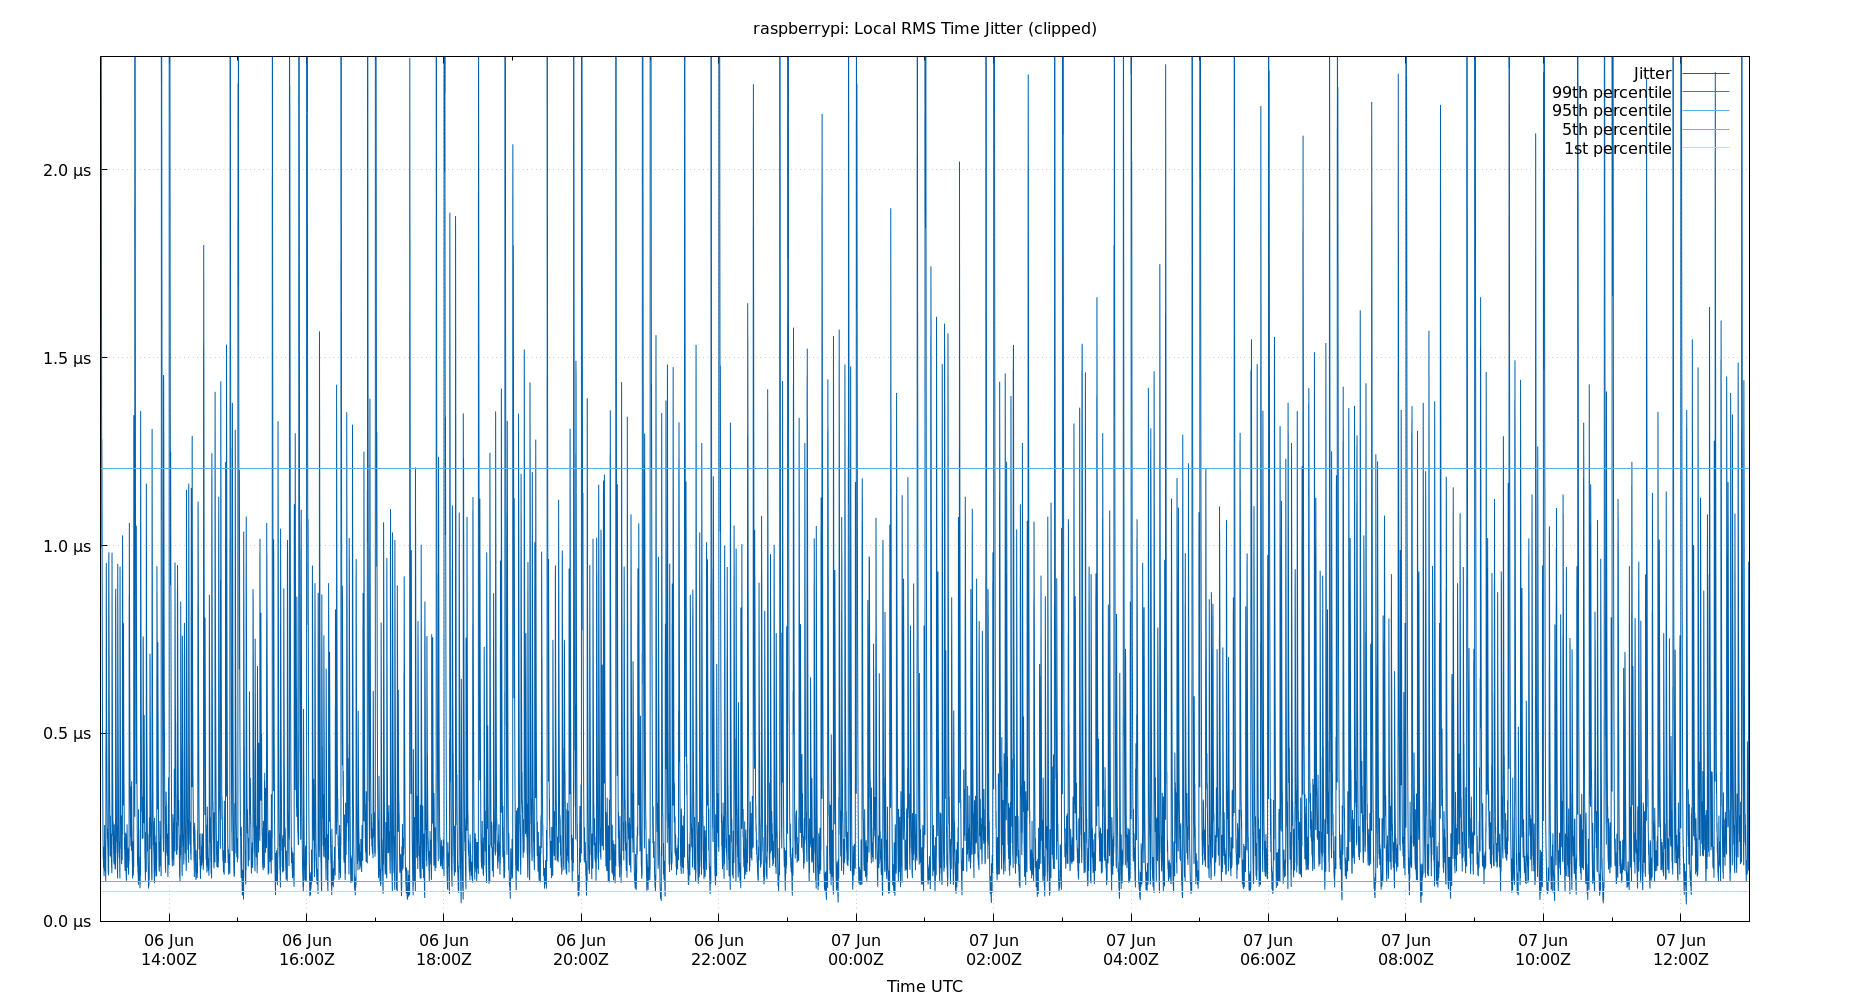 raspberrypi: Local RMS Time Jitter (clipped)
Jitter
99th percentile
95th percentile
5th percentile
1st percentile
2.0 µs
1.5 µs
1.0 µs
0.5 µs
0.0 µs
06 Jun 06 Jun 06 Jun 06 Jun 06 Jun 07 Jun 07 Jun 07 Jun 07 Jun 07 Jun 07 Jun 07 Jun
14:00Z 16:00Z 18:00Z 20:00Z 22:00Z 00:00Z 02:00Z 04:00Z 06:00Z 08:00Z 10:00Z 12:00Z
Time UTC